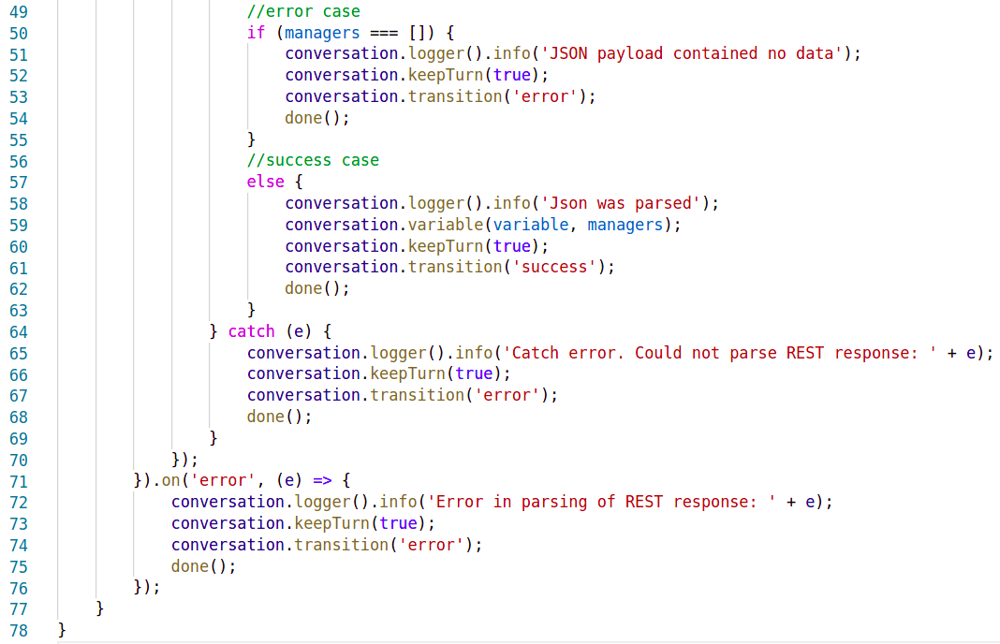 49                        //error case
50                        if (managers === []) {
51                            conversation.logger().info('JSON payload contained no data');
52                            conversation.keepTurn(true);
53                            conversation.transition('error');
54                            done();
55                        }
56                        //success case
57                        else {
58                            conversation.logger().info('Json was parsed');
59                            conversation.variable(variable, managers);
60                            conversation.keepTurn(true);
61                            conversation.transition('success');
62                            done();
63                        }
64                    } catch (e) {
65                        conversation.logger().info('Catch error. Could not parse REST response: ' + e);
66                        conversation.keepTurn(true);
67                        conversation.transition('error');
68                        done();
69                    }
70                });
71            }).on('error', (e) => {
72                conversation.logger().info('Error in parsing of REST response: ' + e);
73                conversation.keepTurn(true);
74                conversation.transition('error');
75                done();
76            });
77        }
78    }